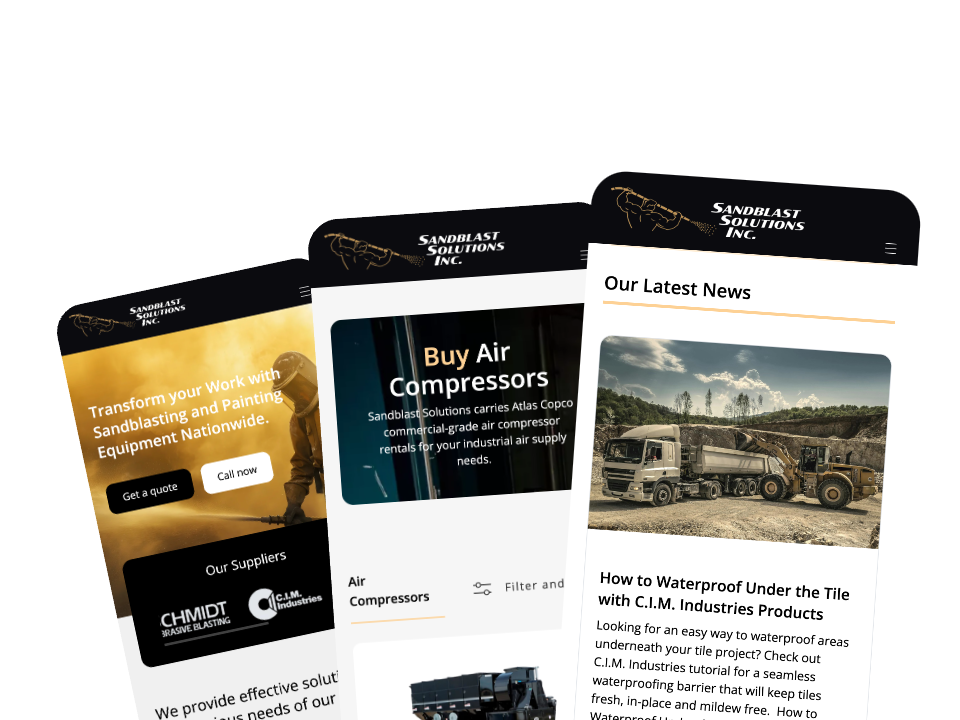 SANDBLAST
SOLUTIONS
INC.
Transform your Work with
Sandblasting and Painting
Equipment Nationwide.
Get a quote
Call now
Our Suppliers
CHMIDT
BRASIVE BLASTING
C.I.M.
Industries
We provide effective soluti
needs of our
SANDBLAST
SOLUTIONS
INC.
Buy Air
Compressors
Sandblast Solutions carries Atlas Copco
commercial-grade air compressor
rentals for your industrial air supply
needs.
Air
Compressors
Filter and
SANDBLAST
SOLUTIONS
INC.
Our Latest News
How to Waterproof Under the Tile
with C.I.M. Industries Products
Looking for an easy way to waterproof areas
underneath your tile project? Check out
C.I.M. Industries tutorial for a seamless
waterproofing barrier that will keep tiles
fresh, in-place and mildew free. How to
Waterproof